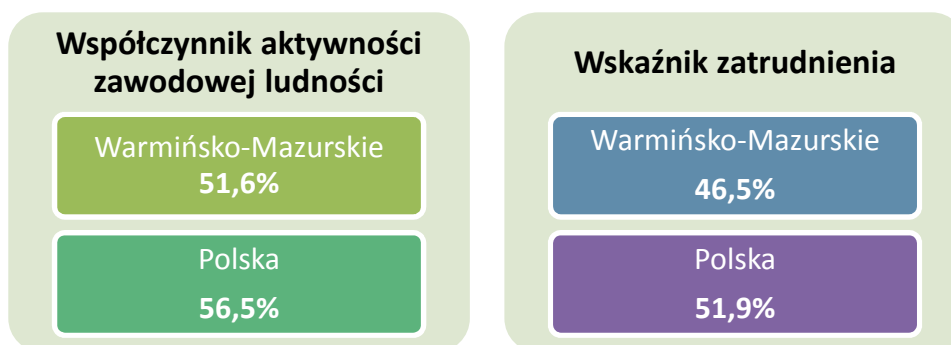 Współczynnik aktywności
zawodowej ludności
Warmińsko-Mazurskie
51,6%
Polska
56,5%
Wskaźnik zatrudnienia
Warmińsko-Mazurskie
46,5%
Polska
51,9%